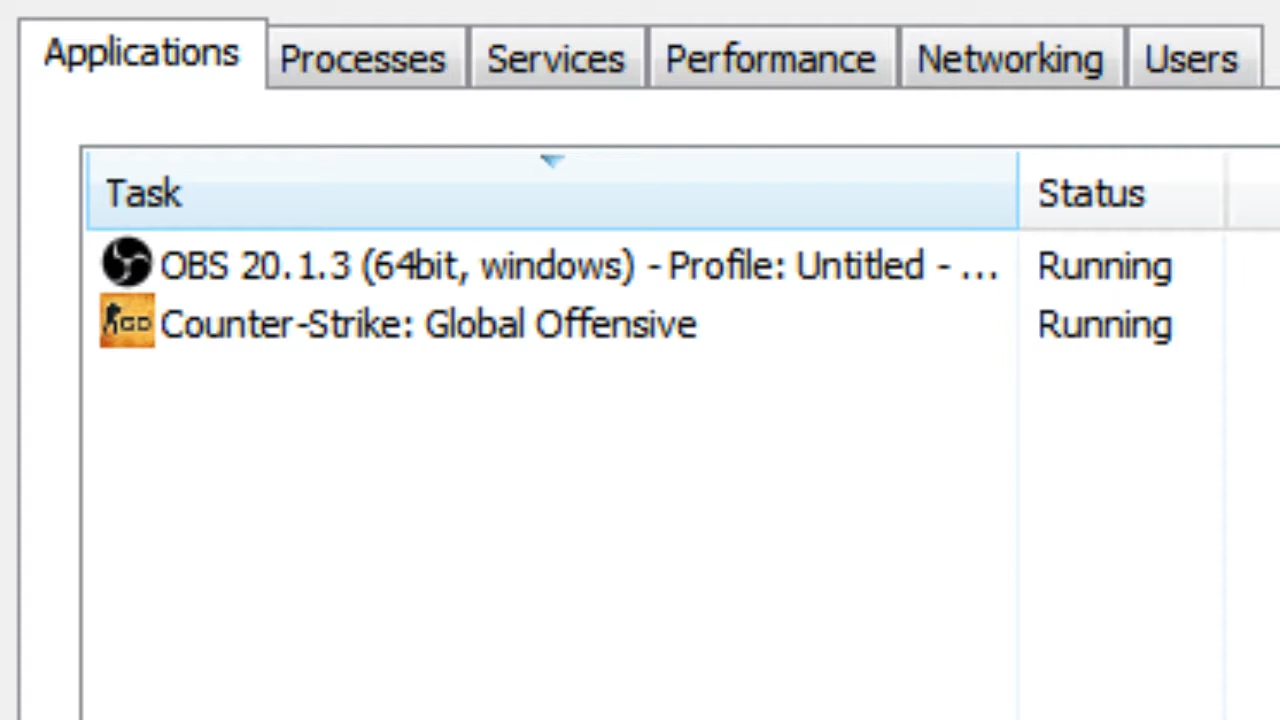 Applications Processes Services Performance Networking Users
Task Status
OBS 20.1.3 (64bit, windows) - Profile: Untitled - ... Running
GO Counter-Strike: Global Offensive Running